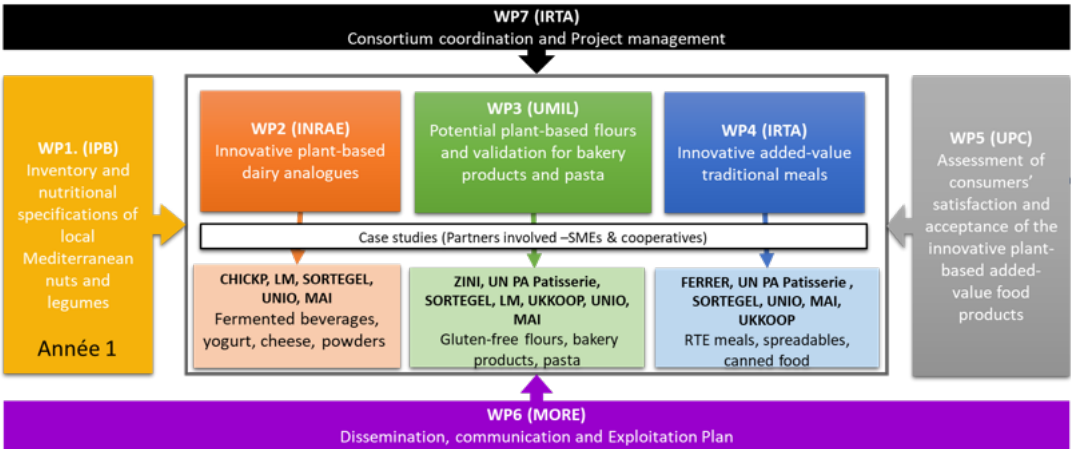 WP7 (IRTA)
Consortium coordination and Project management
WP1. (IPB)
Inventory and
nutritional
specifications of
local
Mediterranean
nuts and
legumes
Année 1
WP2 (INRAE)
Innovative plant-based
dairy analogues
WP3 (UMIL)
Potential plant-based flours
and validation for bakery
products and pasta
WP4 (IRTA)
Innovative added-value
traditional meals
Case studies (Partners involved –SMEs & cooperatives)
CHICKP, LM, SORTEGEL,
UNIO, MAI
Fermented beverages,
yogurt, cheese, powders
ZINI, UN PA Patisserie,
SORTEGEL, LM, UKKOOP, UNIO,
MAI
Gluten-free flours, bakery
products, pasta
FERRER, UN PA Patisserie ,
SORTEGEL, UNIO, MAI,
UKKOOP
RTE meals, spreadables,
canned food
WP5 (UPC)
Assessment of
consumers’
satisfaction and
acceptance of the
innovative plant-
based added-
value food
products
WP6 (MORE)
Dissemination, communication and Exploitation Plan